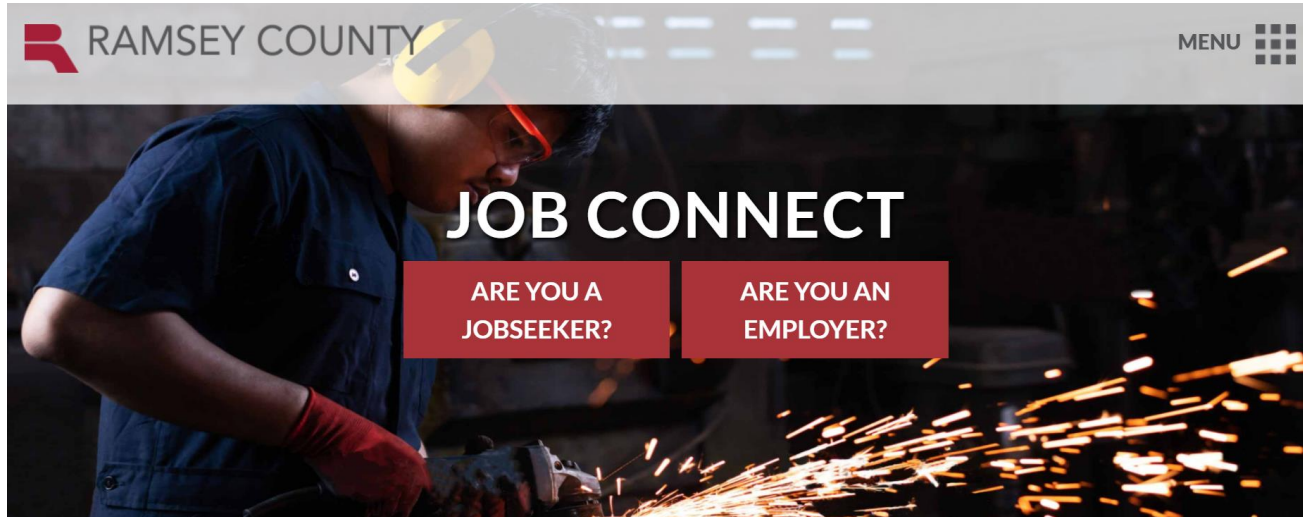 RAMSEY COUNTY
MENU
JOB CONNECT
ARE YOU A
JOBSEEKER?
ARE YOU AN
EMPLOYER?